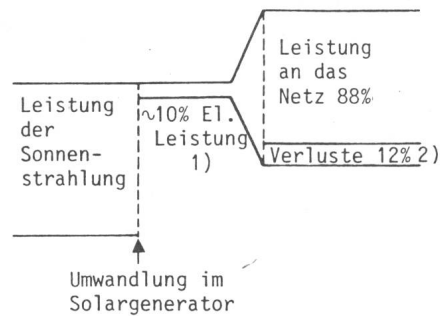 Leistung
der
Sonnen-
strahlung
~10% El.
Leistung
1)
Leistung
an das
Netz 88%
Verluste 12% 2)
Umwandlung im
Solargenerator